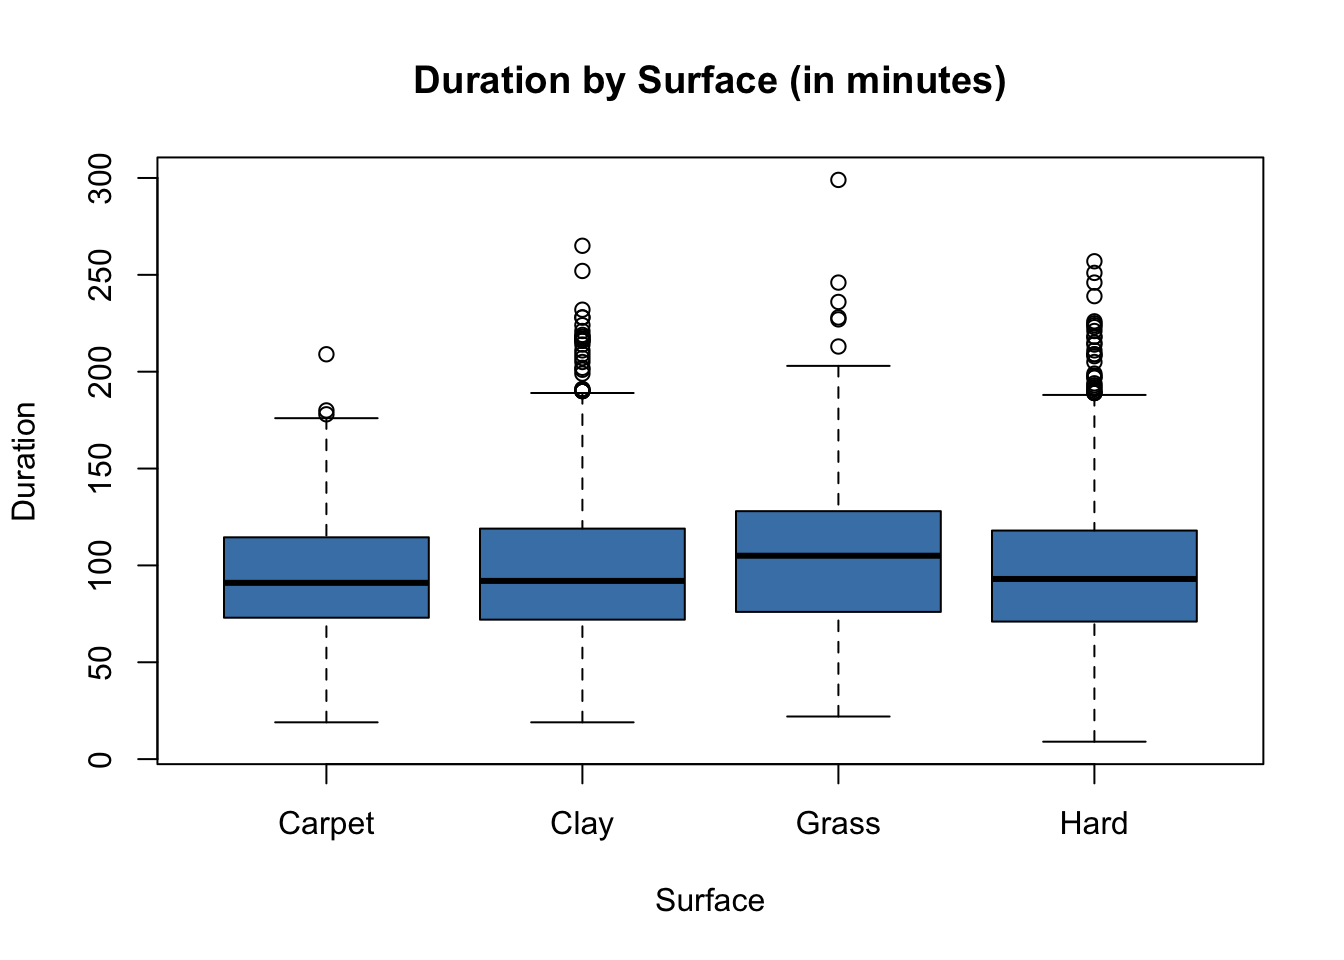 Duration by Surface (in minutes)
Duration
300
250
200
150
100
50
0
Carpet Clay Grass Hard
Surface